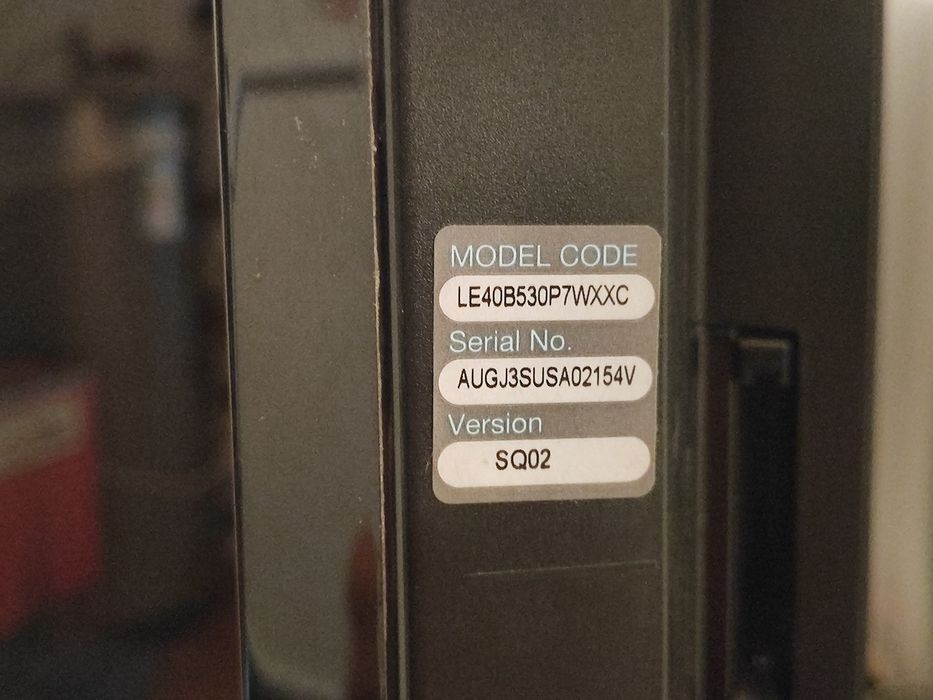 MODEL CODE
LE40B530P7WXXC
Serial No.
AUGJ3SUSA02154V
Version
SQ02